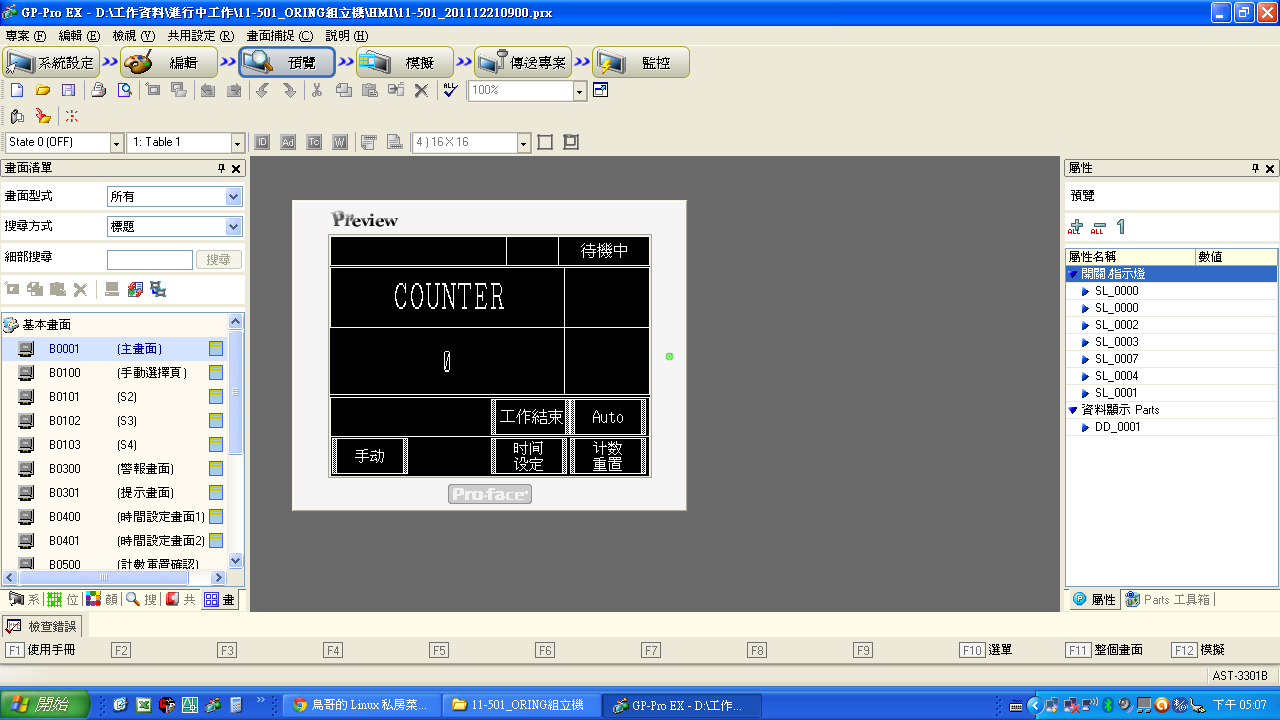 GP-Pro EX - D:\工作資料\進行中工作\11-501_ORING組立機\HMI\11-501_201112210900.prx
專案 (F) 編輯 (E) 檢視 (V) 共用設定 (R) 畫面捕捉 (C) 說明 (H)
系統設定 編輯 預覽 模擬 傳送專案 監控
ALL 100%
State 0 (OFF) 1: Table 1 ID Ad Tc W 4 ) 16 X 16
畫面清單
畫面型式 所有
搜尋方式 標題
細部搜尋 搜尋
基本畫面
B0001 (主畫面)
B0100 (手動選擇頁)
B0101 (S2)
B0102 (S3)
B0103 (S4)
B0300 (警報畫面)
B0301 (提示畫面)
B0400 (時間設定畫面1)
B0401 (時間設定畫面2)
B0500 (計數重置確認)
系 位 顏 搜 共 畫
Preview
待機中
COUNTER
0
工作結束 Auto
手动 时间设定 计数重置
Pro-face
屬性
預覽
ALL ALL 1
屬性名稱 數值
開關 指示燈
SL_0000
SL_0000
SL_0002
SL_0003
SL_0007
SL_0004
SL_0001
資料顯示 Parts
DD_0001
屬性 Parts 工具箱
檢查錯誤
F1 使用手冊 F2 F3 F4 F5 F6 F7 F8 F9 F10 選單 F11 整個畫面 F12 模擬
AST-3301B
開始 鳥哥的 Linux 私房菜... 11-501_ORING組立機 GP-Pro EX - D:\工作... 下午 05:07